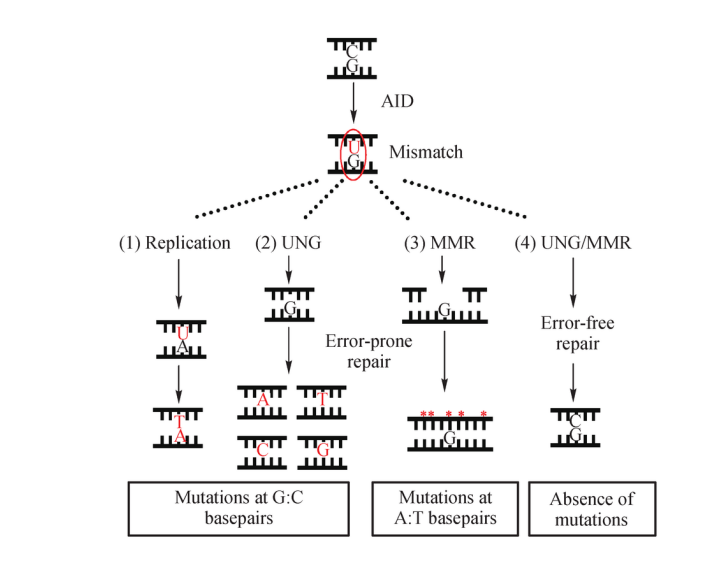 C
G
AID
U
G
Mismatch
(1) Replication
(2) UNG
(3) MMR
(4) UNG/MMR
G
G
U
A
Error-prone
repair
Error-free
repair
A
T
T
A
C
G
**  * *   *
G
C
G
Mutations at G:C
basepairs
Mutations at
A:T basepairs
Absence of
mutations